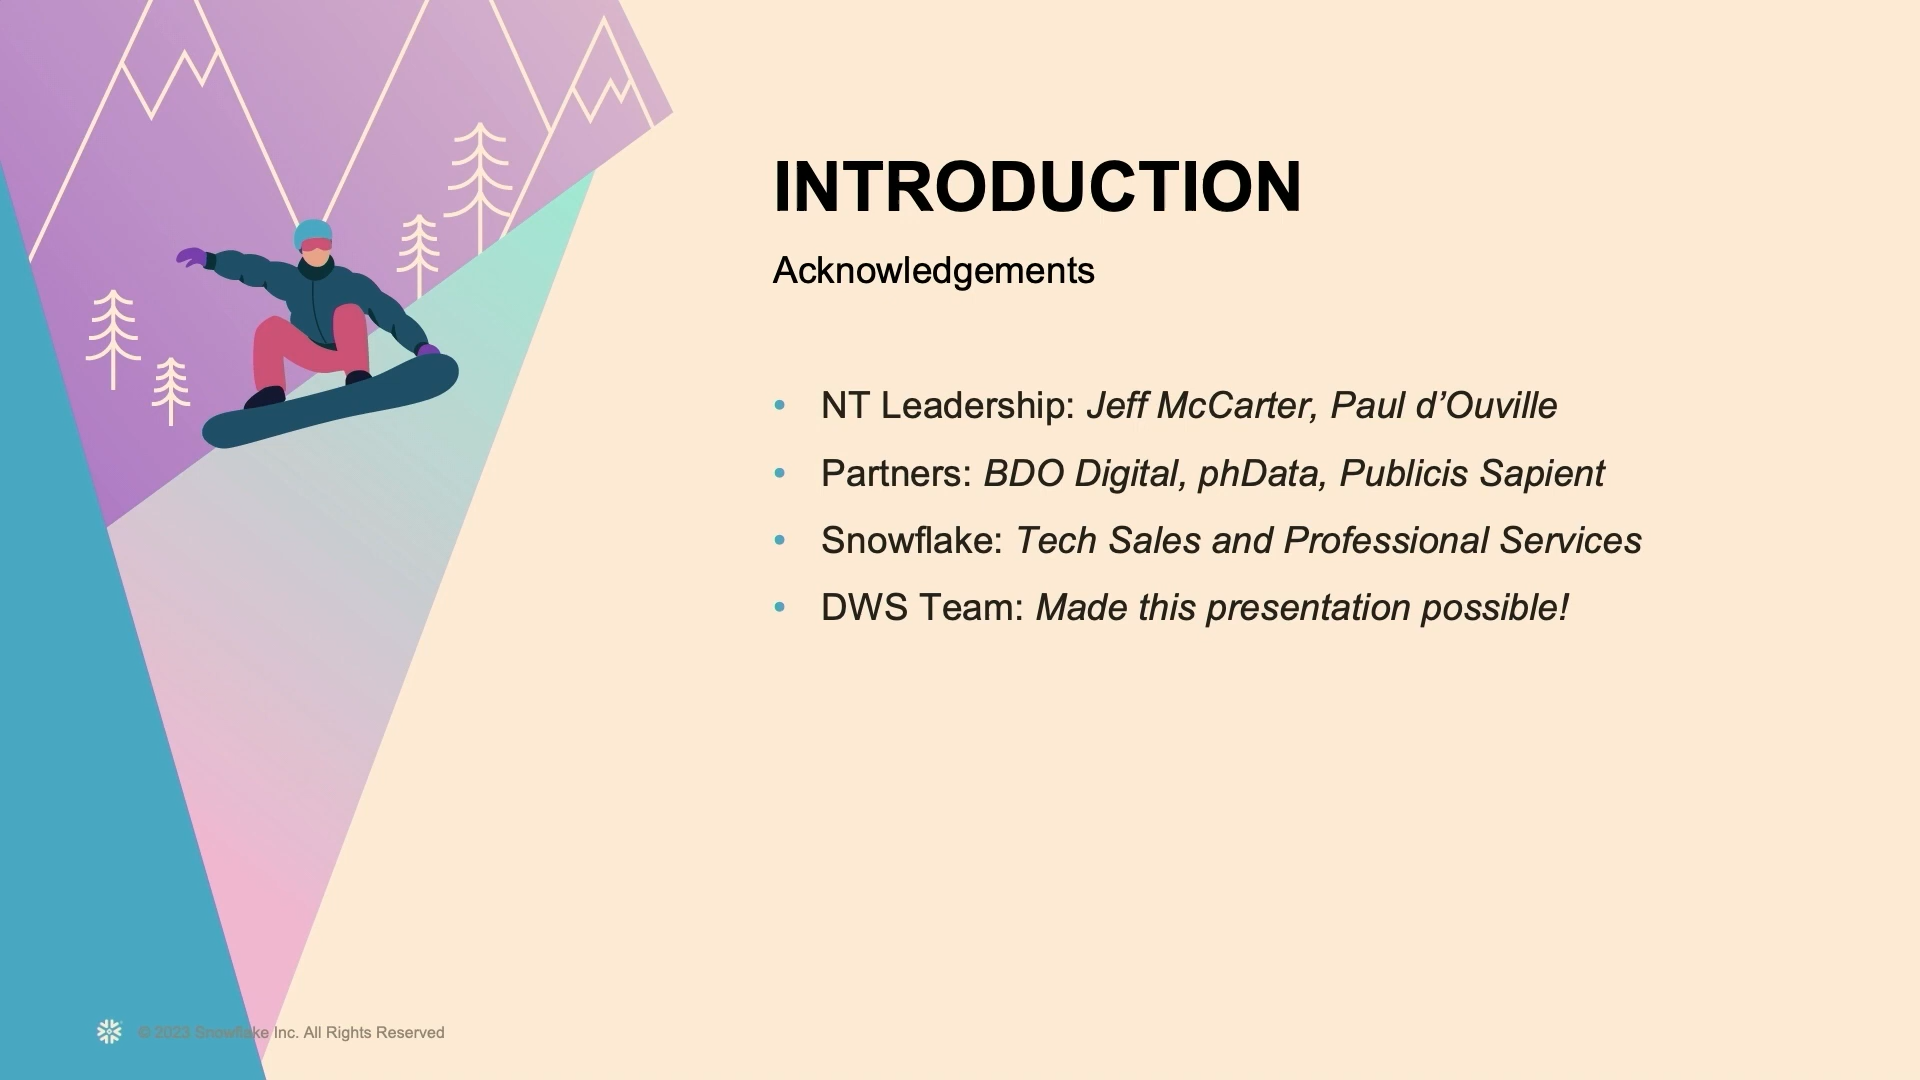 INTRODUCTION
Acknowledgements
• NT Leadership: Jeff McCarter, Paul d’Ouville
• Partners: BDO Digital, phData, Publicis Sapient
• Snowflake: Tech Sales and Professional Services
• DWS Team: Made this presentation possible!
© 2023 Snowflake Inc. All Rights Reserved